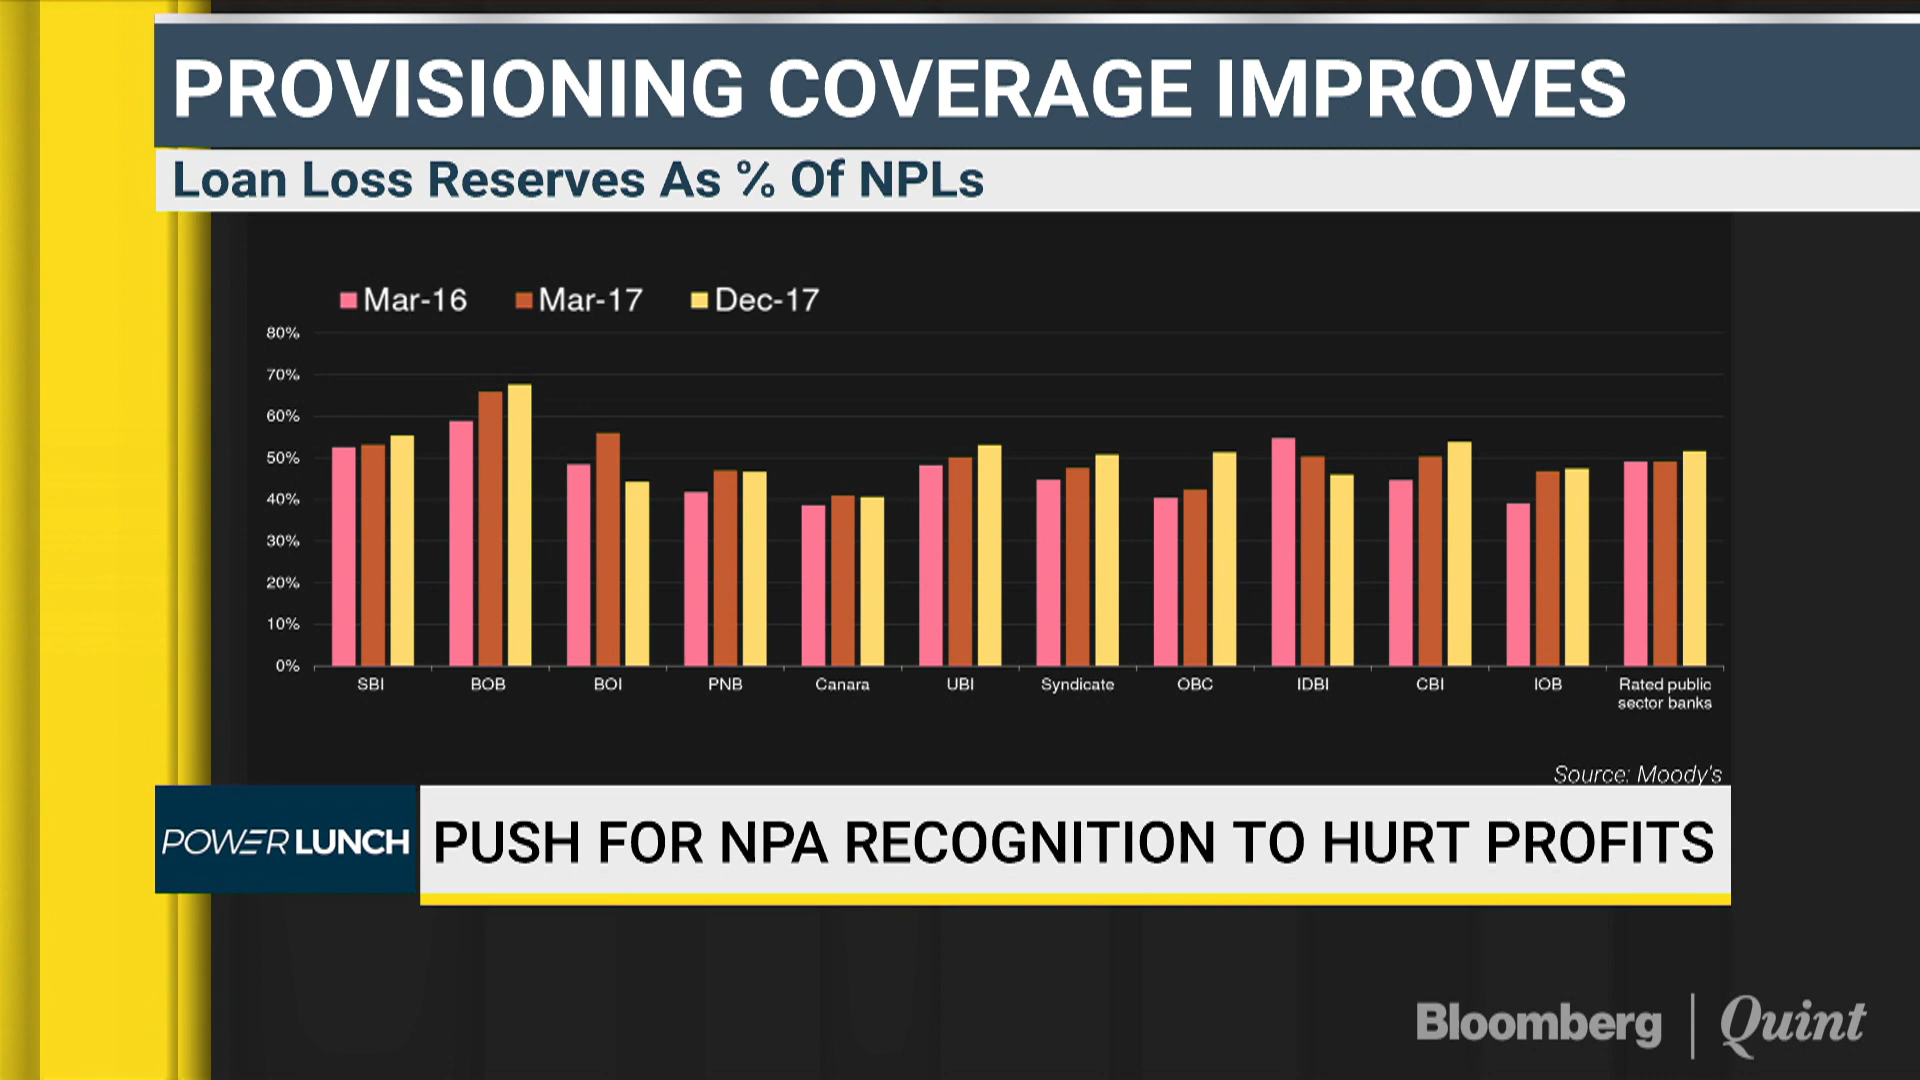 PROVISIONING COVERAGE IMPROVES
Loan Loss Reserves As % Of NPLs
Mar-16 Mar-17 Dec-17
80%
70%
60%
50%
40%
30%
20%
10%
0%
SBI BOB BOI PNB Canara UBI Syndicate OBC IDBI CBI IOB Rated public
sector banks
Source: Moody's
POWER LUNCH
PUSH FOR NPA RECOGNITION TO HURT PROFITS
Bloomberg | Quint